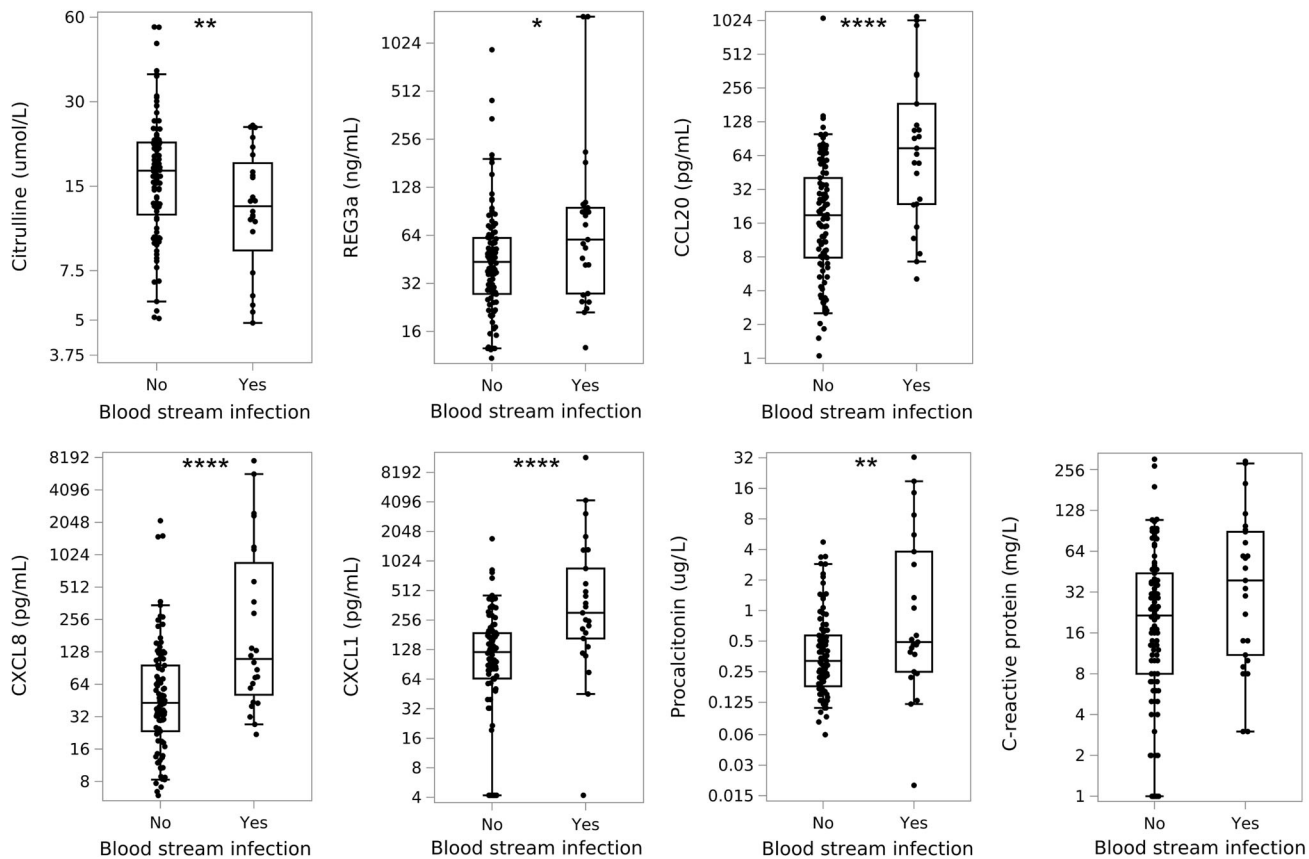 Citrulline (umol/L)
60
30
15
7.5
5
3.75
**
No
Yes
Blood stream infection
REG3a (ng/mL)
1024
512
256
128
64
32
16
*
No
Yes
Blood stream infection
CCL20 (pg/mL)
1024
512
256
128
64
32
16
8
4
2
1
****
No
Yes
Blood stream infection
CXCL8 (pg/mL)
8192
4096
2048
1024
512
256
128
64
32
16
8
****
No
Yes
Blood stream infection
CXCL1 (pg/mL)
8192
4096
2048
1024
512
256
128
64
32
16
8
4
****
No
Yes
Blood stream infection
Procalcitonin (ug/L)
32
16
8
4
2
1
0.5
0.25
0.125
0.06
0.03
0.015
**
No
Yes
Blood stream infection
C-reactive protein (mg/L)
256
128
64
32
16
8
4
2
1
No
Yes
Blood stream infection